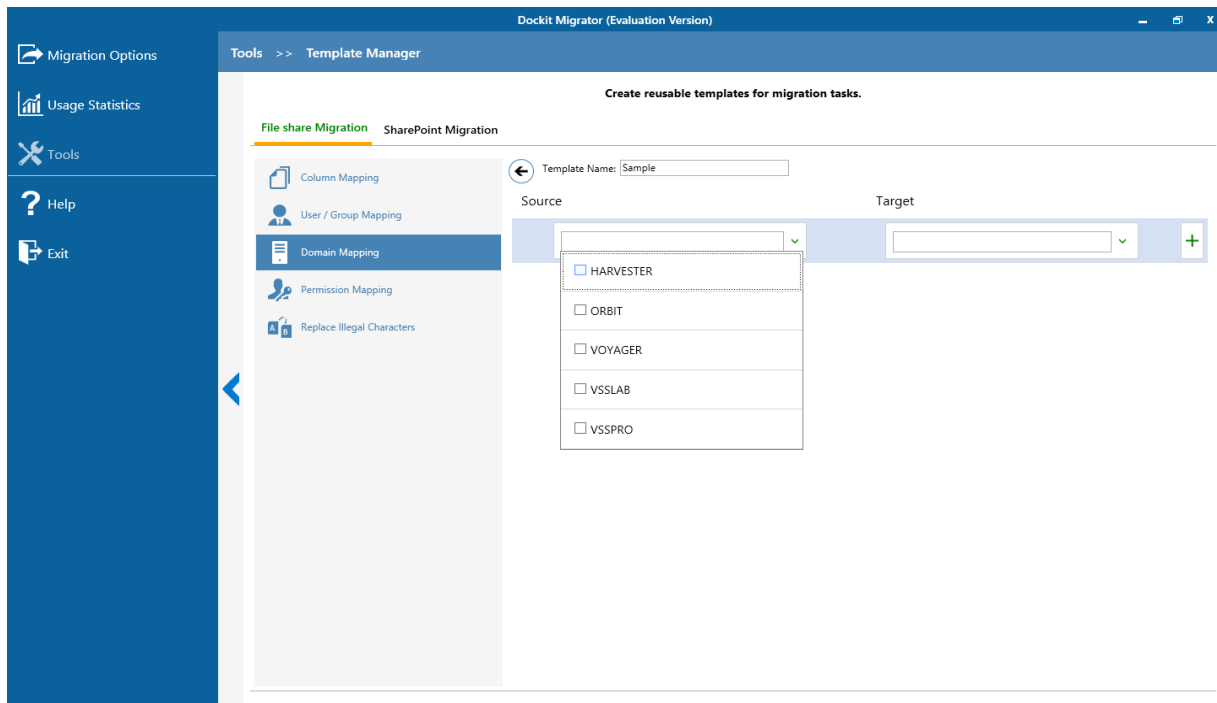 Dockit Migrator (Evaluation Version)
X
Migration Options
Usage Statistics
Tools
? Help
Exit
Tools >> Template Manager
Create reusable templates for migration tasks.
File share Migration SharePoint Migration
Column Mapping
User / Group Mapping
Domain Mapping
Permission Mapping
A B Replace Illegal Characters
Template Name: Sample
Source Target
+
HARVESTER
ORBIT
VOYAGER
VSSLAB
VSSPRO